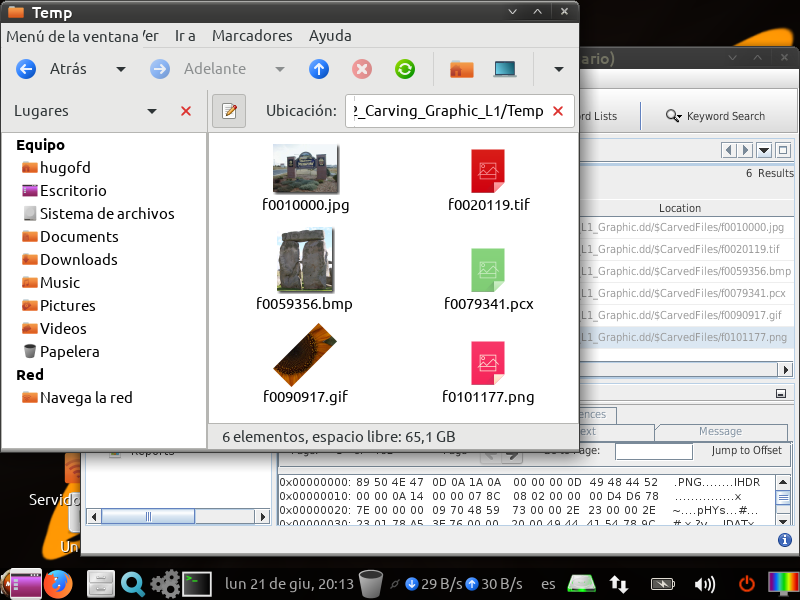 Temp
Menú de la ventana Ver Ir a Marcadores Ayuda
Atrás Adelante
Lugares Ubicación: _Carving_Graphic_L1/Temp
Equipo
hugofd
Escritorio
Sistema de archivos
Documents
Downloads
Music
Pictures
Videos
Papelera
Red
Navega la red
f0010000.jpg f0020119.tif
f0059356.bmp f0079341.pcx
f0090917.gif f0101177.png
6 elementos, espacio libre: 65,1 GB
ario)
rd Lists Keyword Search
6 Results
Location
L1_Graphic.dd/$CarvedFiles/f0010000.jpg
L1_Graphic.dd/$CarvedFiles/f0020119.tif
L1_Graphic.dd/$CarvedFiles/f0059356.bmp
L1_Graphic.dd/$CarvedFiles/f0079341.pcx
L1_Graphic.dd/$CarvedFiles/f0090917.gif
L1_Graphic.dd/$CarvedFiles/f0101177.png
ences
ext Message
Page: Jump to Offset
Reports
0x00000000: 89 50 4E 47 0D 0A 1A 0A 00 00 00 0D 49 48 44 52 .PNG........IHDR
0x00000010: 00 00 0A 14 00 00 07 8C 08 02 00 00 00 D4 D6 78 ...............x
0x00000020: 7E 00 00 00 09 70 48 59 73 00 00 2E 23 00 00 2E ~....pHYs...#...
0x00000030: 23 01 78 A5 3F 76 00 00 20 00 49 44 41 54 78 9C #.x.?v.. .IDATx.
Servido
Un
lun 21 de giu, 20:13 29 B/s 30 B/s es